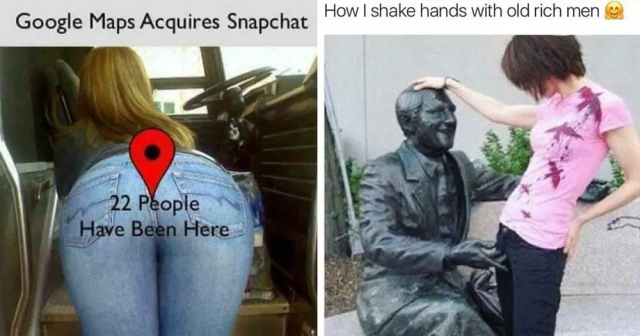 Google Maps Acquires Snapchat
22 People
Have Been Here
How I shake hands with old rich men 🤗